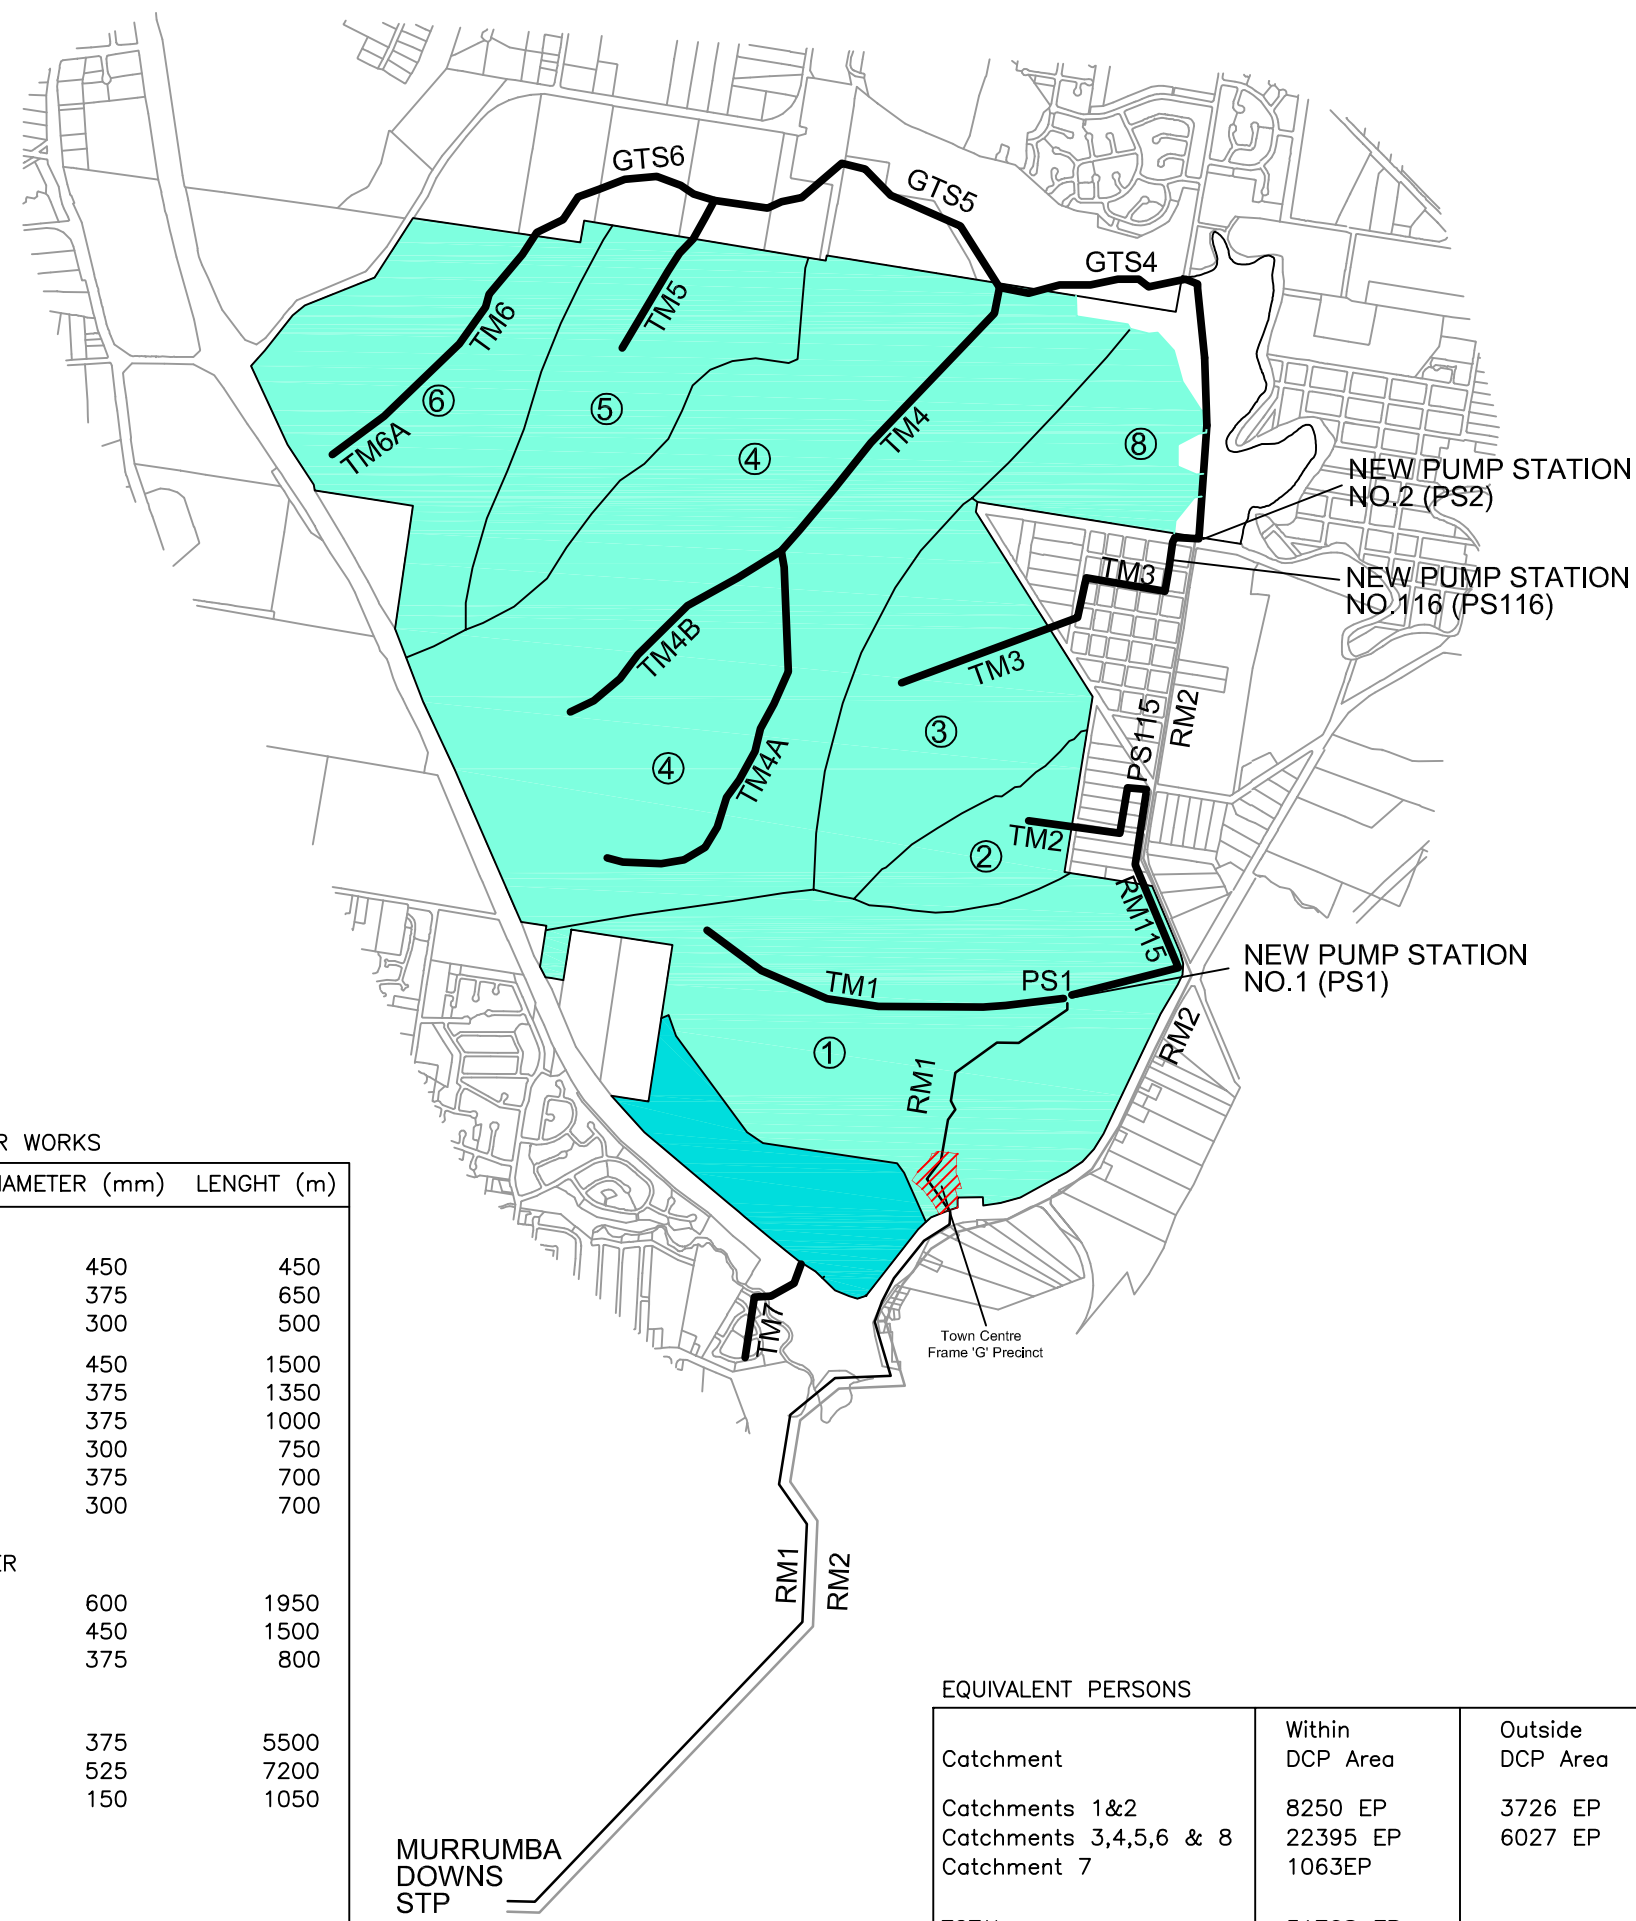 GTS6
GTS5
GTS4
TM5
TM6
TM6A
TM4
⑥
⑤
④
⑧
NEW PUMP STATION
NO.2 (PS2)
TM3
NEW PUMP STATION
NO.116 (PS116)
TM4B
TM3
PS115
RM2
③
④
TM4A
TM2
②
RM115
NEW PUMP STATION
NO.1 (PS1)
TM1
PS1
RM2
①
RM1
Town Centre
Frame 'G' Precinct
TM7
RM1
RM2
MURRUMBA
DOWNS
STP
R WORKS
IAMETER (mm) LENGHT (m)
450 450
375 650
300 500
450 1500
375 1350
375 1000
300 750
375 700
300 700
ER
600 1950
450 1500
375 800
375 5500
525 7200
150 1050
EQUIVALENT PERSONS
Catchment Within DCP Area Outside DCP Area
Catchments 1&2 8250 EP 3726 EP
Catchments 3,4,5,6 & 8 22395 EP 6027 EP
Catchment 7 1063EP